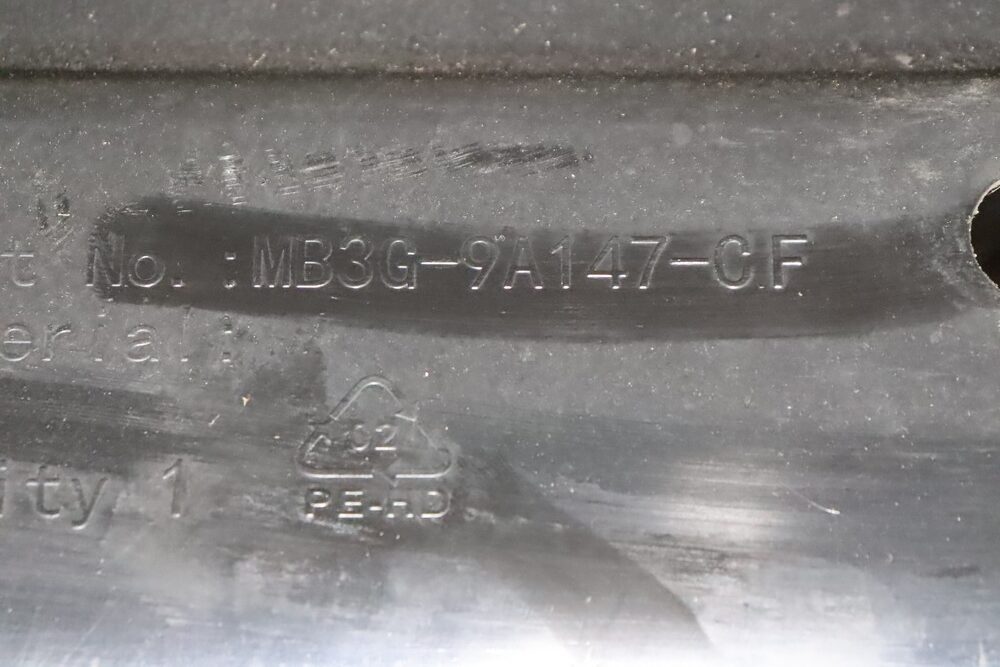 t No.:MB3G-9A147-CF
erial:
02
ity 1
PE-HD